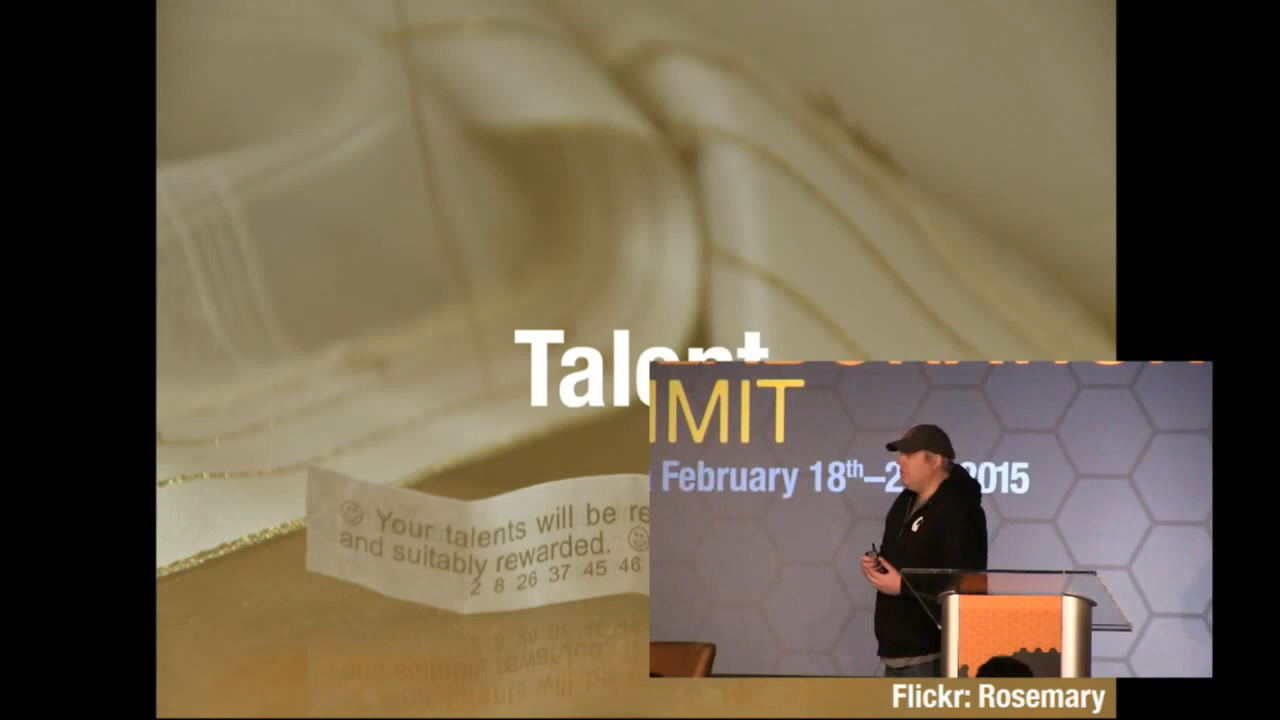 Talent
Your talents will be re
and suitably rewarded.
2 8 26 37 45 46
MIT
February 18th–2 2015
Flickr: Rosemary